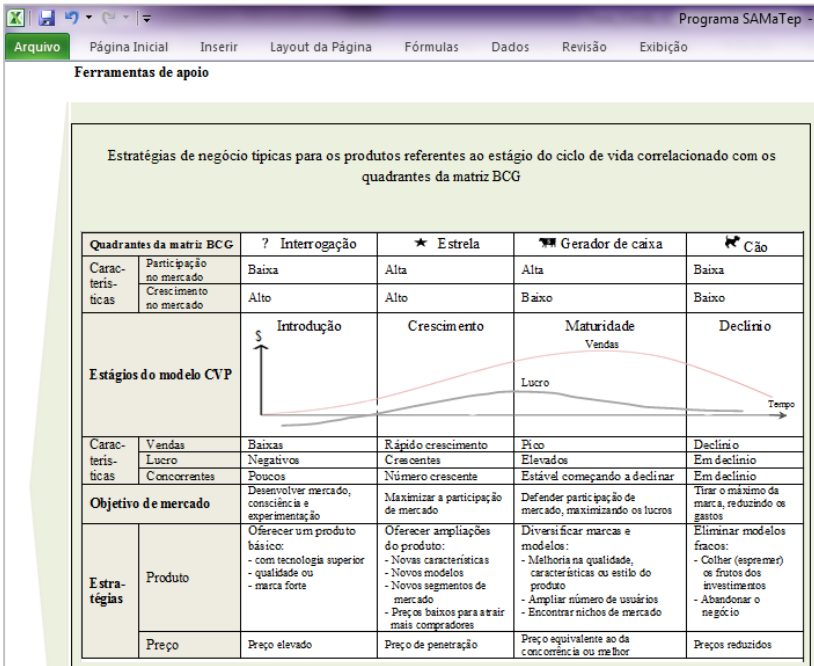 Programa SAMaTep -
Arquivo Página Inicial Inserir Layout da Página Fórmulas Dados Revisão Exibição
Ferramentas de apoio
Estratégias de negócio típicas para os produtos referentes ao estágio do ciclo de vida correlacionado com os
quadrantes da matriz BCG
Quadrantes da matriz BCG ? Interrogação Estrela Gerador de caixa Cão
Carac-
terís-
ticas
Participação
no mercado
Baixa Alta Alta Baixa
Crescimento
no mercado
Alto Alto Baixo Baixo
Estágios do modelo CVP
Introdução Crescimento Maturidade Declínio
$
Vendas
Lucro
Tempo
Carac-
terís-
ticas
Vendas Baixas Rápido crescimento Pico Declínio
Lucro Negativos Crescentes Elevados Em declínio
Concorrentes Poucos Número crescente Estável começando a declinar Em declínio
Objetivo de mercado
Desenvolver mercado,
consciência e
experimentação
Maximizar a participação
de mercado
Defender participação de
mercado, maximizando os lucros
Tirar o máximo da
marca, reduzindo os
gastos
Estra-
tégias
Produto
Oferecer um produto
básico:
- com tecnologia superior
- qualidade ou
- marca forte
Oferecer ampliações
do produto:
- Novas características
- Novos modelos
- Novos segmentos de
mercado
- Preços baixos para atrair
mais compradores
Diversificar marcas e
modelos:
- Melhoria na qualidade,
características ou estilo do
produto
- Ampliar número de usuários
- Encontrar nichos de mercado
Eliminar modelos
fracos:
- Colher (espremer)
os frutos dos
investimentos
- Abandonar o
negócio
Preço
Preço elevado
Preço de penetração
Preço equivalente ao da
concorrência ou melhor
Preços reduzidos